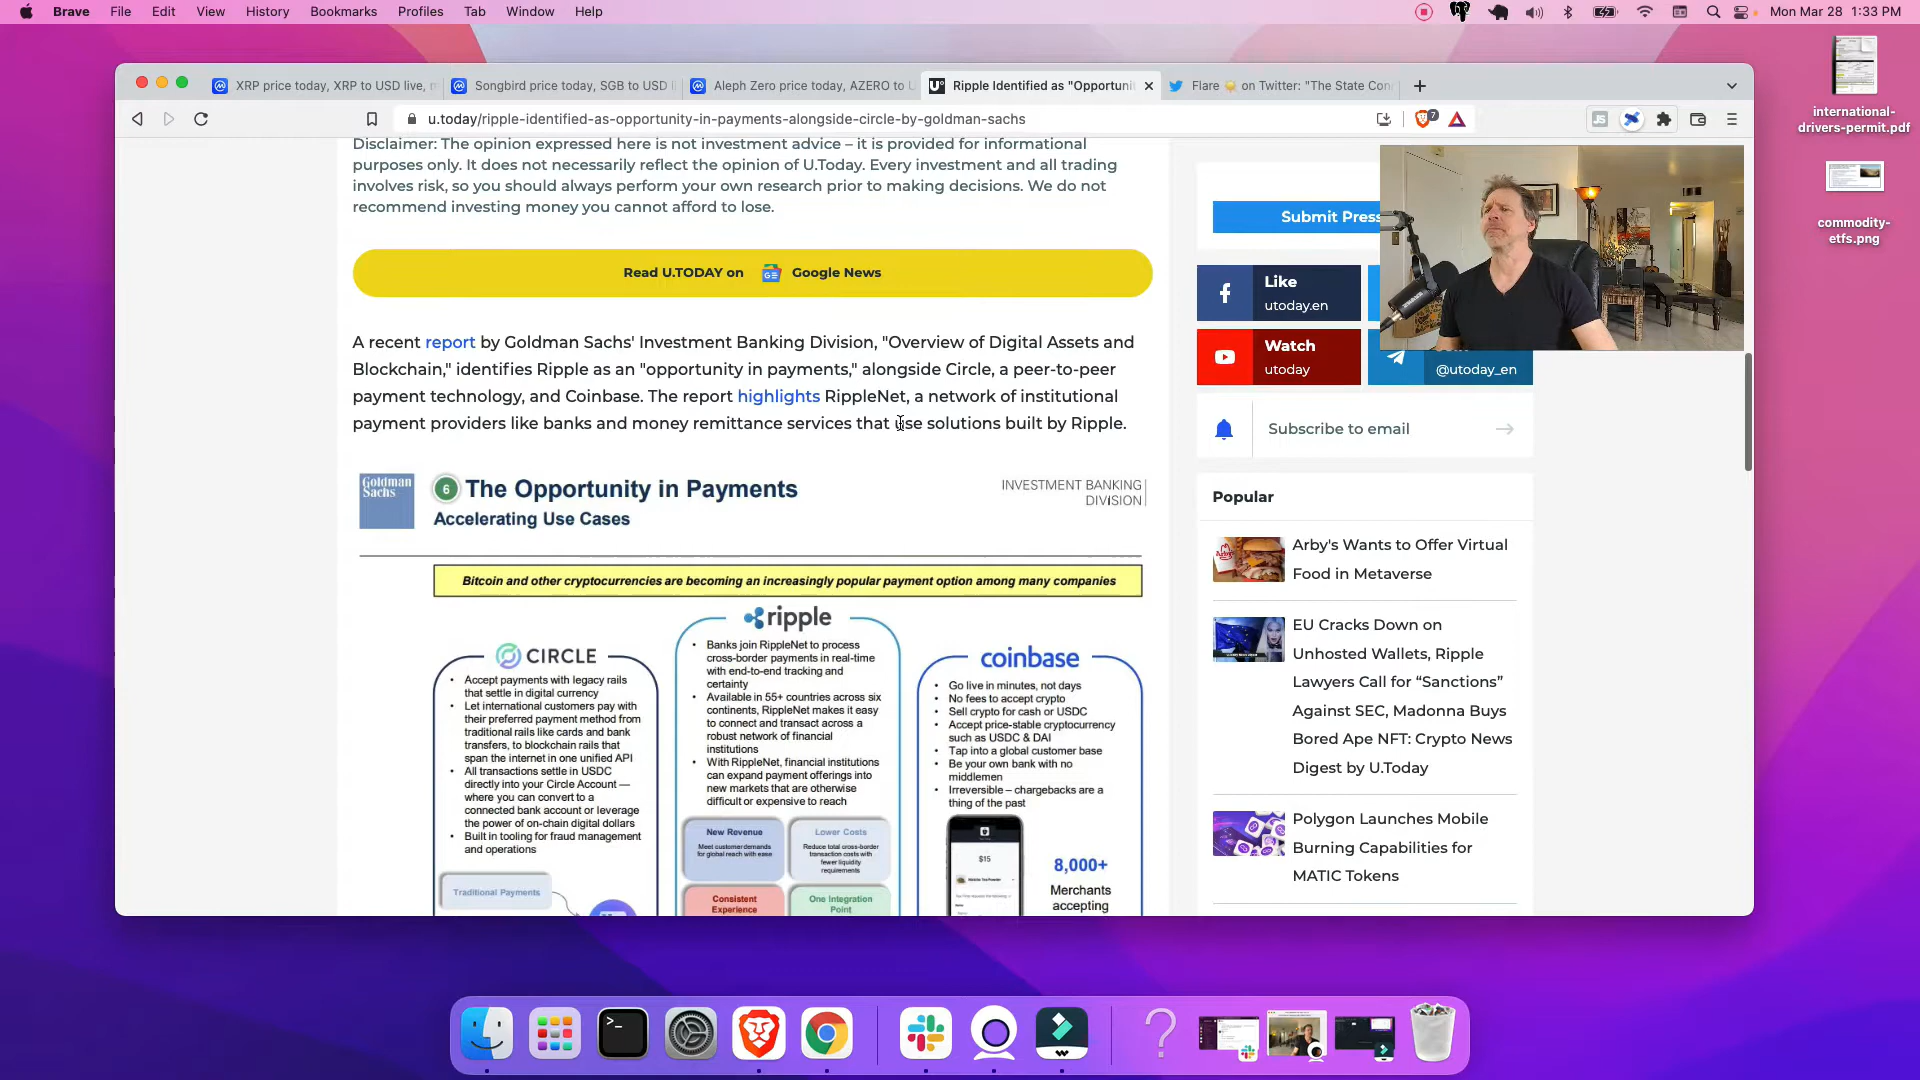 Brave File Edit View History Bookmarks Profiles Tab Window Help
Mon Mar 28 1:33 PM
XRP price today, XRP to USD live, m
Songbird price today, SGB to USD li
Aleph Zero price today, AZERO to U
Ripple Identified as "Opportuni
Flare on Twitter: "The State Con
u.today/ripple-identified-as-opportunity-in-payments-alongside-circle-by-goldman-sachs
7
international-
drivers-permit.pdf
commodity-
etfs.png
Disclaimer: The opinion expressed here is not investment advice – it is provided for informational
purposes only. It does not necessarily reflect the opinion of U.Today. Every investment and all trading
involves risk, so you should always perform your own research prior to making decisions. We do not
recommend investing money you cannot afford to lose.
Read U.TODAY on Google News
A recent report by Goldman Sachs' Investment Banking Division, "Overview of Digital Assets and
Blockchain," identifies Ripple as an "opportunity in payments," alongside Circle, a peer-to-peer
payment technology, and Coinbase. The report highlights RippleNet, a network of institutional
payment providers like banks and money remittance services that use solutions built by Ripple.
Goldman
Sachs
6 The Opportunity in Payments
Accelerating Use Cases
INVESTMENT BANKING
DIVISION
Bitcoin and other cryptocurrencies are becoming an increasingly popular payment option among many companies
CIRCLE
• Accept payments with legacy rails
that settle in digital currency
• Let international customers pay with
their preferred payment method from
traditional rails like cards and bank
transfers, to blockchain rails that
span the internet in one unified API
• All transactions settle in USDC
directly into your Circle Account —
where you can convert to a
connected bank account or leverage
the power of on-chain digital dollars
• Built in tooling for fraud management
and operations
Traditional Payments
ripple
• Banks join RippleNet to process
cross-border payments in real-time
with end-to-end tracking and
certainty
• Available in 55+ countries across six
continents, RippleNet makes it easy
to connect and transact across a
robust network of financial
institutions
• With RippleNet, financial institutions
can expand payment offerings into
new markets that are otherwise
difficult or expensive to reach
New Revenue
Meet customer demands
for global reach with ease
Lower Costs
Reduce total cross-border
transaction costs with
fewer liquidity
requirements
Consistent
Experience
One Integration
Point
coinbase
• Go live in minutes, not days
• No fees to accept crypto
• Sell crypto for cash or USDC
• Accept price-stable cryptocurrency
such as USDC & DAI
• Tap into a global customer base
• Be your own bank with no
middlemen
• Irreversible – chargebacks are a
thing of the past
$15
8,000+
Merchants
accepting
Submit Press
Like
utoday.en
Watch
utoday
@utoday_en
Subscribe to email
Popular
Arby's Wants to Offer Virtual
Food in Metaverse
EU Cracks Down on
Unhosted Wallets, Ripple
Lawyers Call for “Sanctions”
Against SEC, Madonna Buys
Bored Ape NFT: Crypto News
Digest by U.Today
Polygon Launches Mobile
Burning Capabilities for
MATIC Tokens